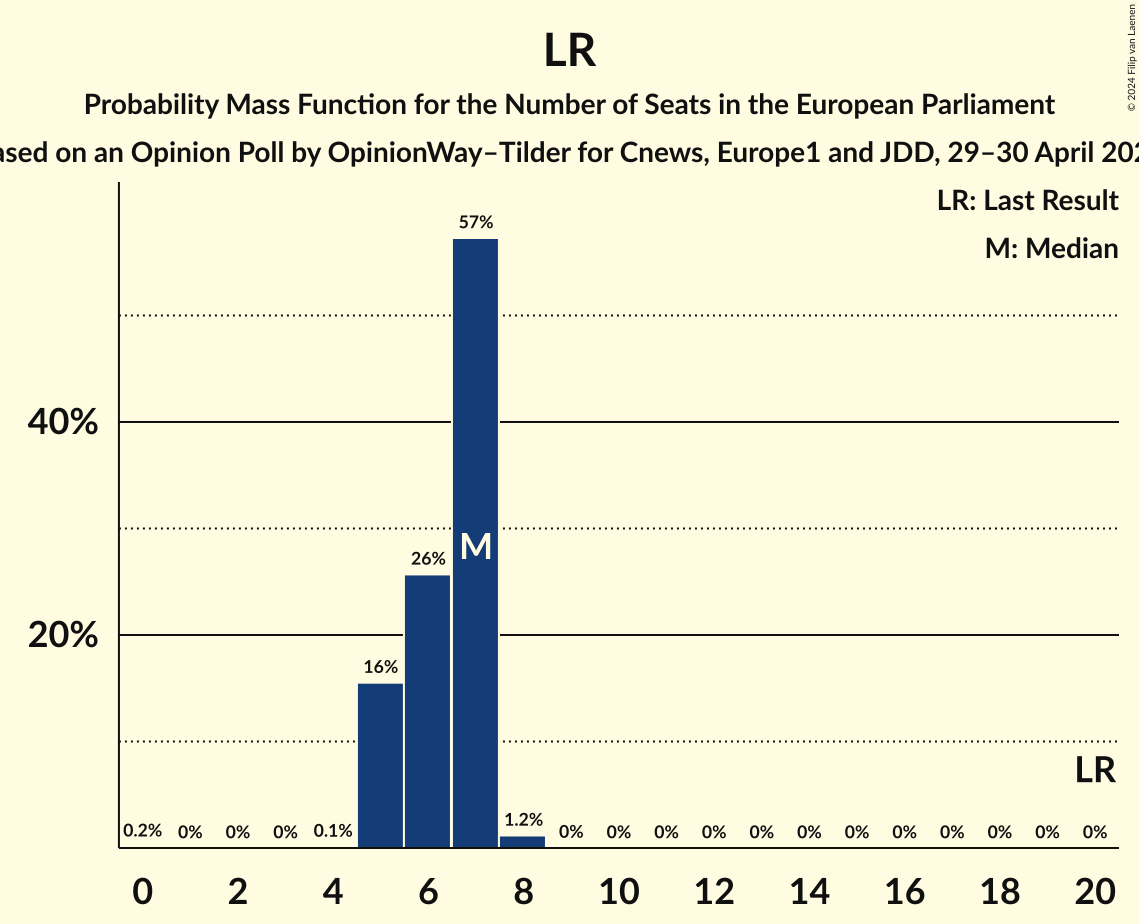 LR
Probability Mass Function for the Number of Seats in the European Parliament
ased on an Opinion Poll by OpinionWay–Tilder for Cnews, Europe1 and JDD, 29–30 April 202
© 2024 Filip van Laenen
LR: Last Result
M: Median
57%
40%
M
26%
20%
16%
LR
0.2% 0% 0% 0% 0.1% 1.2% 0% 0% 0% 0% 0% 0% 0% 0% 0% 0% 0% 0%
0 2 4 6 8 10 12 14 16 18 20